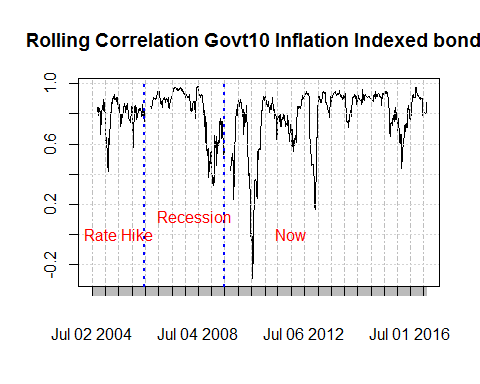 Rolling Correlation Govt10 Inflation Indexed bond
1.0
0.6
0.2
-0.2
Recession
Rate Hike
Now
Jul 02 2004
Jul 04 2008
Jul 06 2012
Jul 01 2016